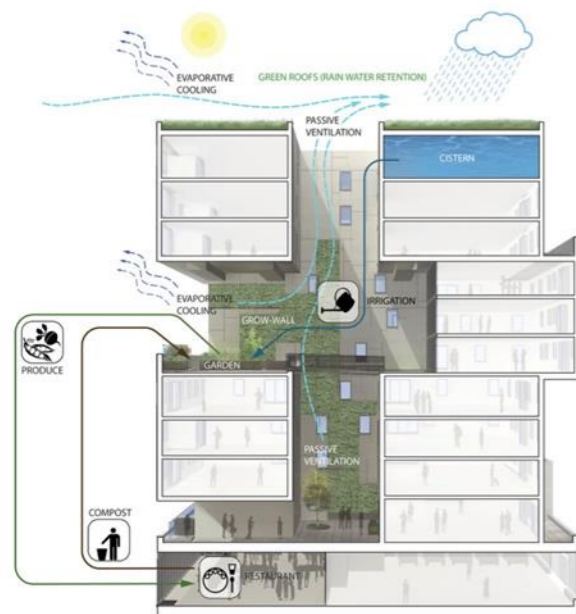 EVAPORATIVE
COOLING
GREEN ROOFS (RAIN WATER RETENTION)
PASSIVE
VENTILATION
CISTERN
EVAPORATIVE
COOLING
IRRIGATION
GROW-WALL
GARDEN
PRODUCE
PASSIVE
VENTILATION
COMPOST
RESTAURANT